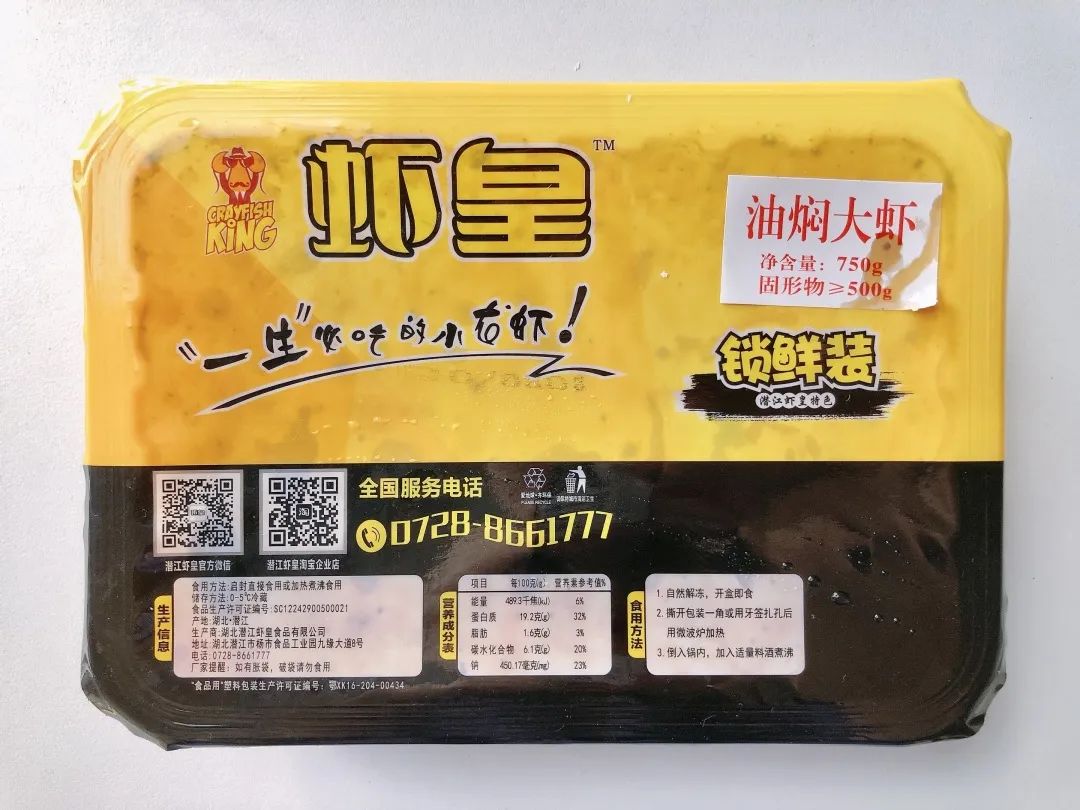 CRAYFISH
KING
虾皇 TM
油焖大虾
净含量：750g
固形物≥500g
“一生”必吃的小龙虾！
锁鲜装
潜江虾皇特色
全国服务电话
0728-8661777
PLEASE RECYCLE
淘
潜江虾皇官方微信
潜江虾皇淘宝企业店
生产信息
食用方法:启封直接食用或加热煮沸食用
储存方法:0-5℃冷藏
食品生产许可证编号:SC12242900500021
产地:湖北·潜江
生产商:湖北潜江虾皇食品有限公司
地址:湖北潜江市杨市食品工业园九缘大道8号
电话:0728-8661777
厂家提醒: 如有胀袋，破袋请勿食用
"食品用"塑料包装生产许可证编号：鄂XK16-204-00434
营养成分表
项目 每100克(g) 营养素参考值%
能量 489.3千焦(kJ) 6%
蛋白质 19.2克(g) 32%
脂肪 1.6克(g) 3%
碳水化合物 6.1克(g) 20%
钠 450.17毫克(mg) 23%
食用方法
1. 自然解冻，开盒即食
2. 撕开包装一角或用牙签扎孔后
用微波炉加热
3. 倒入锅内，加入适量料酒煮沸